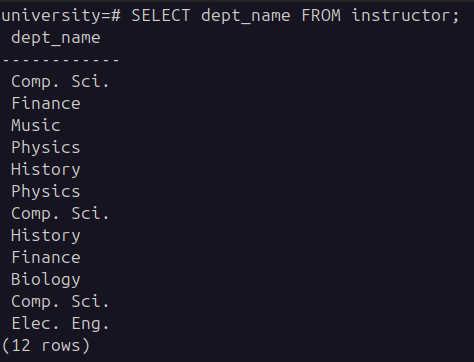 university=# SELECT dept_name FROM instructor;
dept_name
------------
Comp. Sci.
Finance
Music
Physics
History
Physics
Comp. Sci.
History
Finance
Biology
Comp. Sci.
Elec. Eng.
(12 rows)